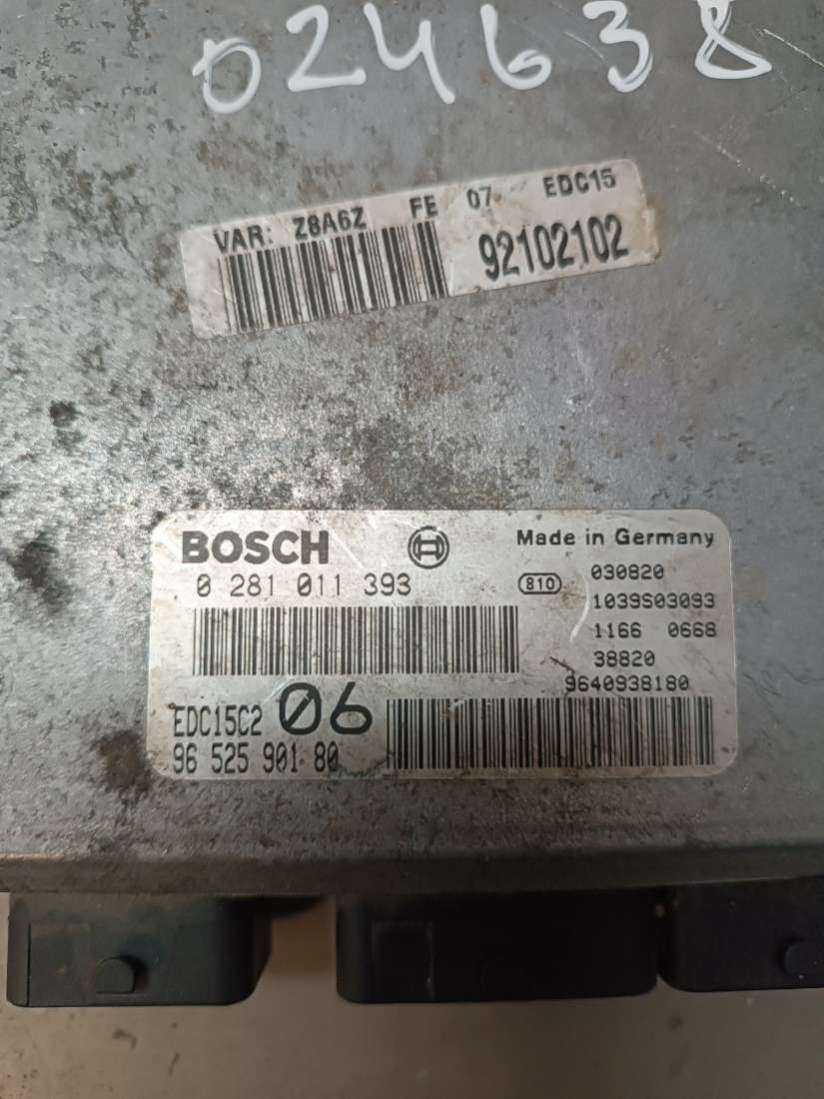 024638
VAR: Z8A6Z FE 07 EDC15
92102102
BOSCH
Made in Germany
0 281 011 393
810
030820
1039S03093
1166 0668
38820
9640938180
EDC15C2 06
96 525 901 80